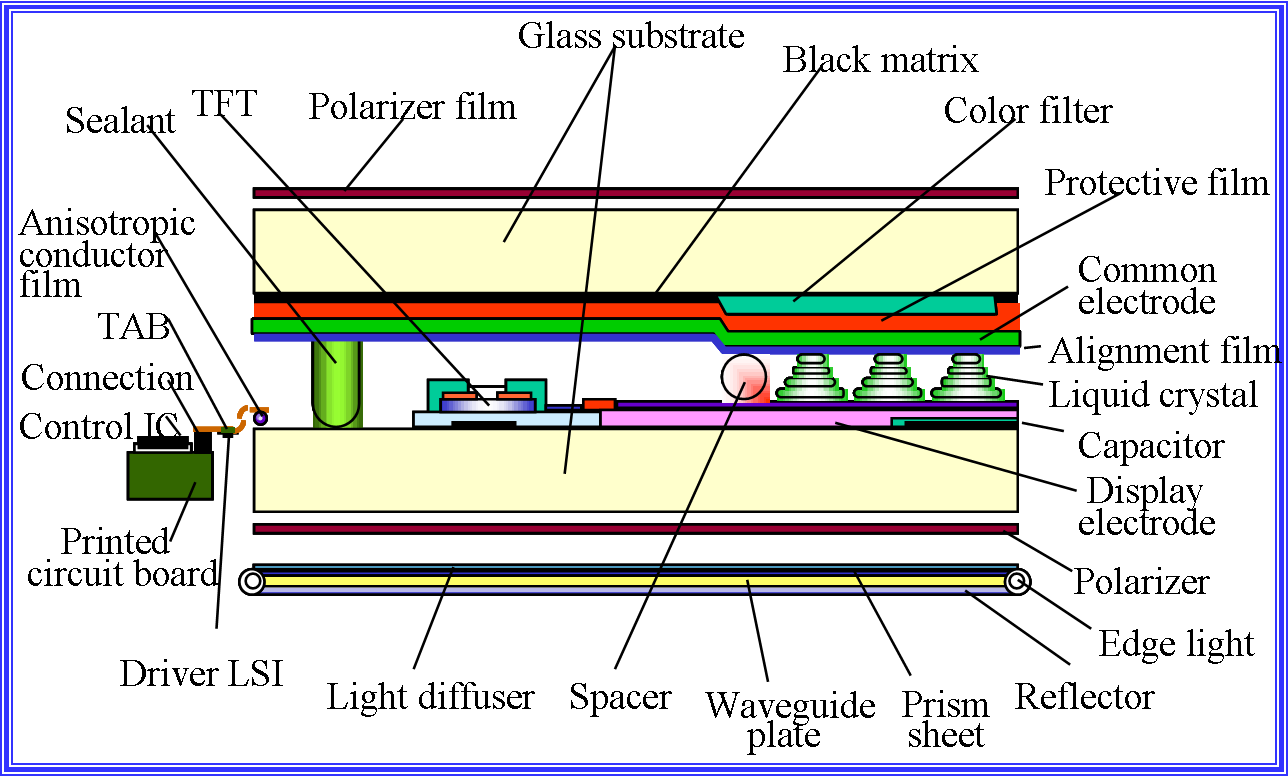 Glass substrate
Black matrix
TFT
Polarizer film
Color filter
Sealant
Protective film
Anisotropic
conductor
film
Common
electrode
TAB
Alignment film
Connection
Liquid crystal
Control IC
Capacitor
Display
electrode
Printed
circuit board
Polarizer
Edge light
Driver LSI
Light diffuser
Spacer
Waveguide
plate
Prism
sheet
Reflector